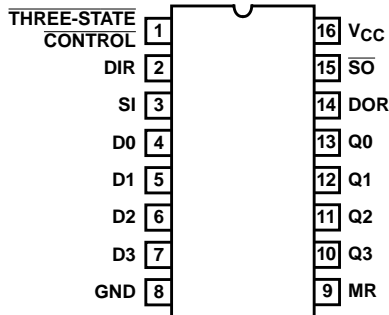 THREE-STATE
CONTROL 1 16 VCC
DIR 2 15 SO
SI 3 14 DOR
D0 4 13 Q0
D1 5 12 Q1
D2 6 11 Q2
D3 7 10 Q3
GND 8 9 MR